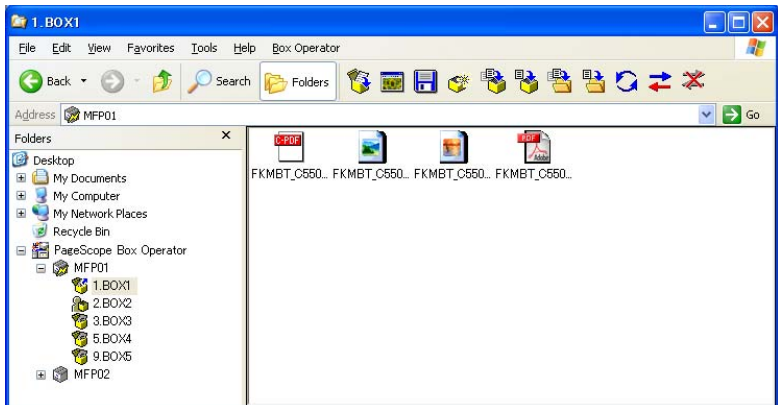 1.BOX1
File Edit View Favorites Tools Help Box Operator
Back Search Folders
Address MFP01 Go
Folders x
Desktop
My Documents
My Computer
My Network Places
Recycle Bin
PageScope Box Operator
MFP01
1.BOX1
2.BOX2
3.BOX3
5.BOX4
9.BOX5
MFP02
C-PDF PDF Adobe
FKMBT_C550... FKMBT_C550... FKMBT_C550... FKMBT_C550...